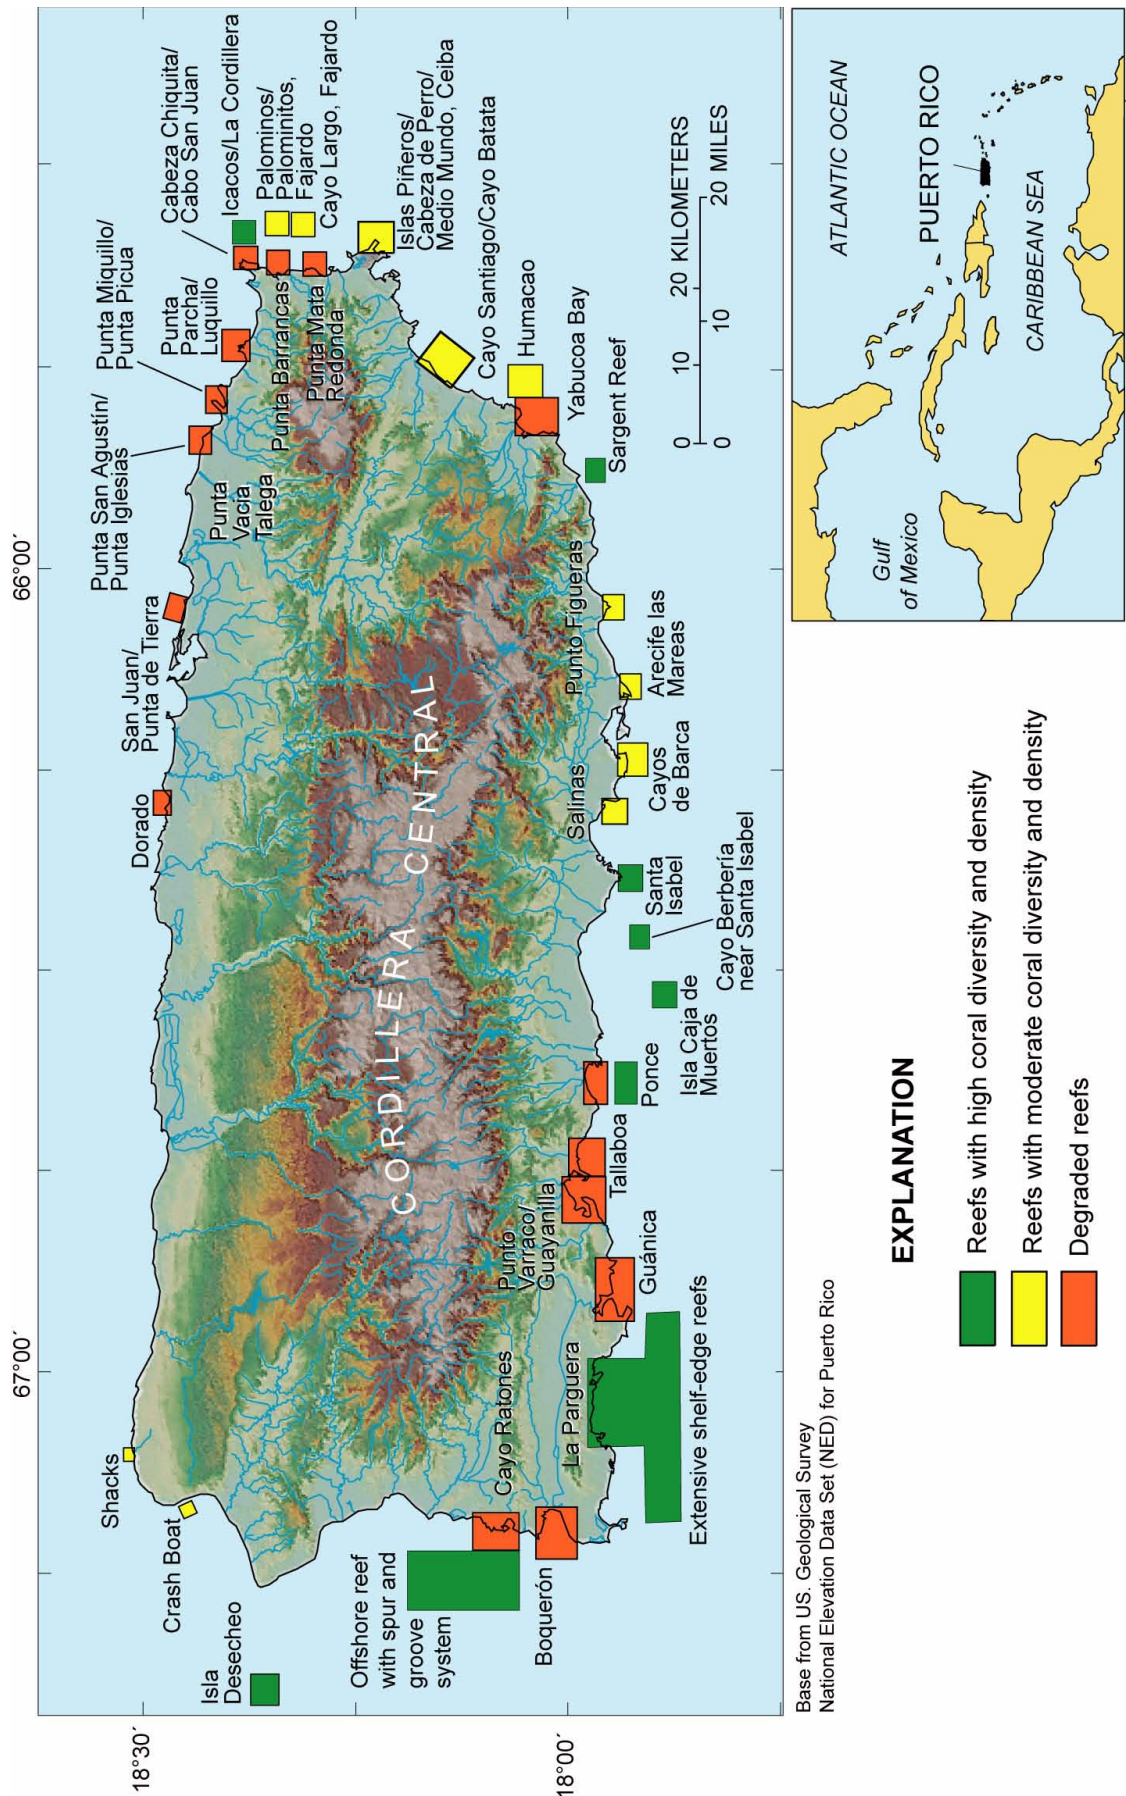 67°00´
66°00´
18°30´
18°00´
Isla
Desecheo
Crash Boat
Shacks
Dorado
San Juan/
Punta de Tierra
Punta San Agustin/
Punta Iglesias
Punta Miquillo/
Punta Picua
Punta
Parcha/
Luquillo
Cabeza Chiquita/
Cabo San Juan
Icacos/La Cordillera
Palominos/
Palominitos,
Fajardo
Cayo Largo, Fajardo
Islas Piñeros/
Cabeza de Perro/
Medio Mundo, Ceiba
Punta
Vacia
Talega
Punta Barrancas
Punta Mata
Redonda
CORDILLERA CENTRAL
Cayo Santiago/Cayo Batata
Humacao
Yabucoa Bay
Sargent Reef
Punto Figueras
Arecife las
Mareas
Cayos
de Barca
Salinas
Santa
Isabel
Cayo Berbería
near Santa Isabel
Isla Caja de
Muertos
Ponce
Tallaboa
Punto
Varraco/
Guayanilla
Guánica
La Parguera
Extensive shelf-edge reefs
Cayo Ratones
Boquerón
Offshore reef
with spur and
groove
system
0 10 20 KILOMETERS
0 10 20 MILES
Base from US. Geological Survey
National Elevation Data Set (NED) for Puerto Rico
EXPLANATION
Reefs with high coral diversity and density
Reefs with moderate coral diversity and density
Degraded reefs
ATLANTIC OCEAN
PUERTO RICO
CARIBBEAN SEA
Gulf
of Mexico